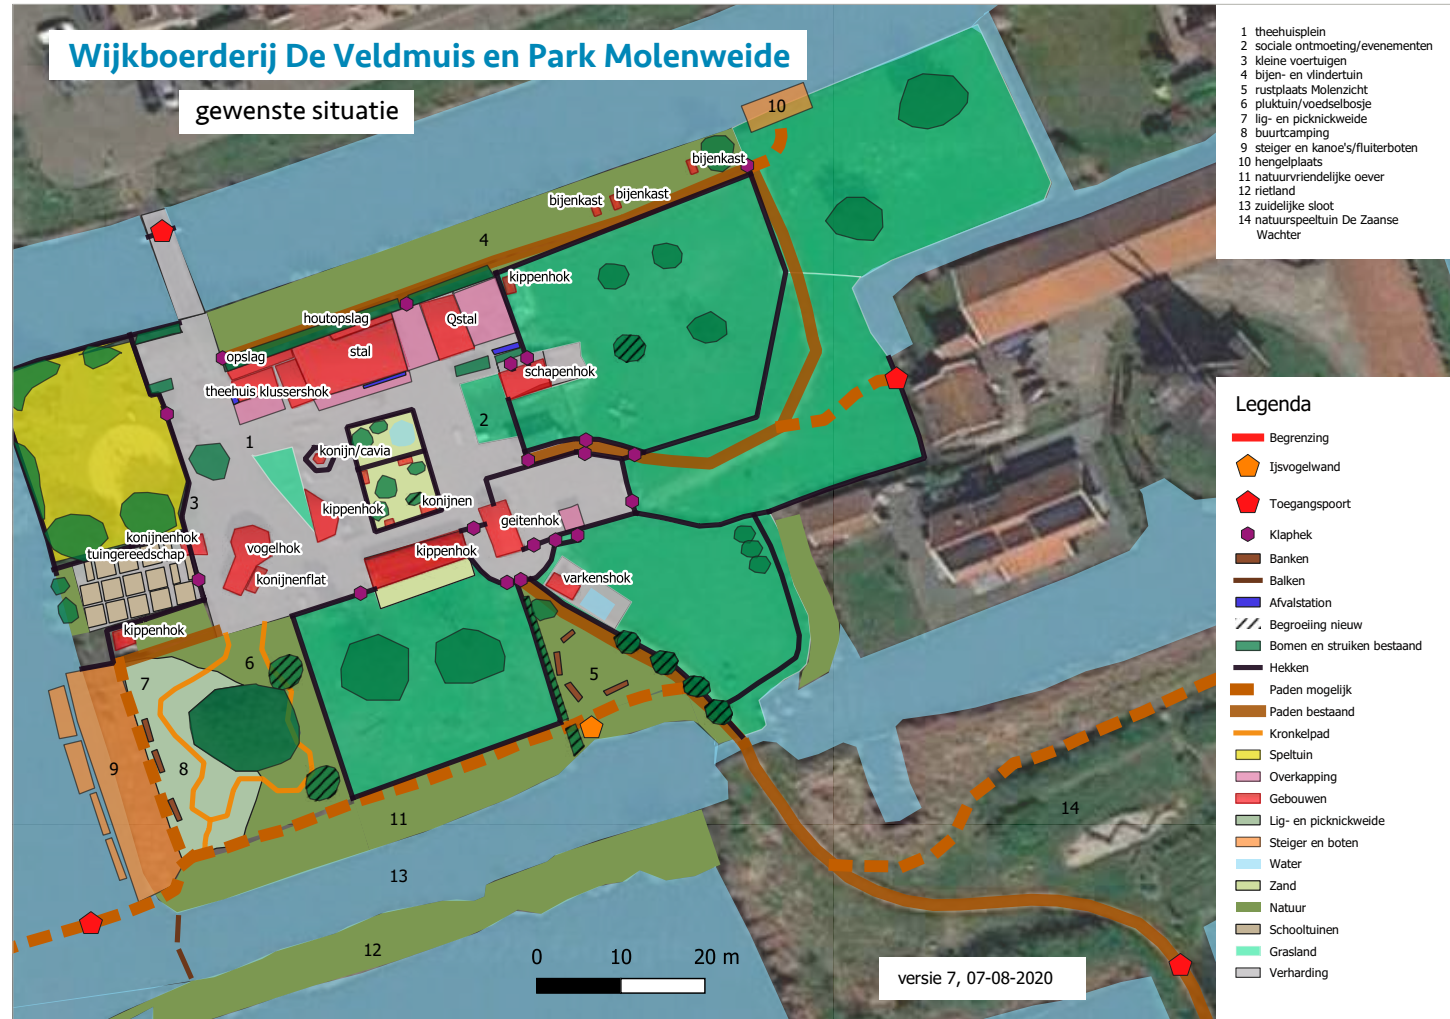 Wijkboerderij De Veldmuis en Park Molenweide
gewenste situatie
1 theehuisplein
2 sociale ontmoeting/evenementen
3 kleine voertuigen
4 bijen- en vlindertuin
5 rustplaats Molenzicht
6 pluktuin/voedselbosje
7 lig- en picknickweide
8 buurtcamping
9 steiger en kanoe's/fluiterboten
10 hengelplaats
11 natuurvriendelijke oever
12 rietland
13 zuidelijke sloot
14 natuurspeeltuin De Zaanse
Wachter
10
bijenkast
bijenkast
bijenkast
4
kippenhok
houtopslag
Qstal
stal
opslag
schapenhok
theehuis klussershok
2
1
konijn/cavia
3
kippenhok
konijnen
geitenhok
konijnenhok
vogelhok
kippenhok
tuingereedschap
konijnenflat
varkenshok
kippenhok
6
5
7
8
9
11
14
13
12
0 10 20 m
versie 7, 07-08-2020
Legenda
Begrenzing
Ijsvogelwand
Toegangspoort
Klaphek
Banken
Balken
Afvalstation
Begroeiing nieuw
Bomen en struiken bestaand
Hekken
Paden mogelijk
Paden bestaand
Kronkelpad
Speltuin
Overkapping
Gebouwen
Lig- en picknickweide
Steiger en boten
Water
Zand
Natuur
Schooltuinen
Grasland
Verharding